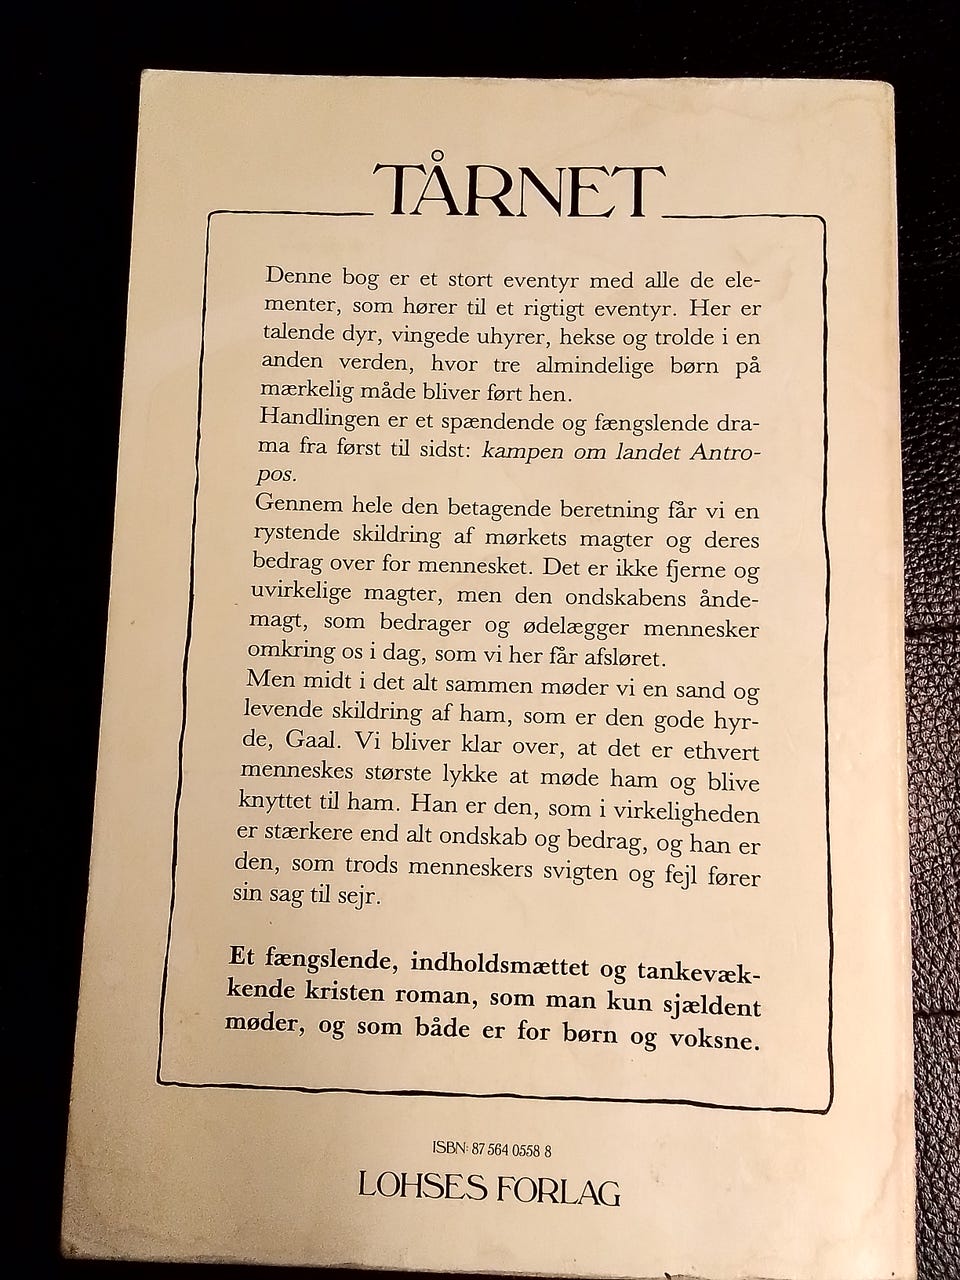 TÅRNET
Denne bog er et stort eventyr med alle de ele-
menter, som hører til et rigtigt eventyr. Her er
talende dyr, vingede uhyrer, hekse og trolde i en
anden verden, hvor tre almindelige børn på
mærkelig måde bliver ført hen.
Handlingen er et spændende og fængslende dra-
ma fra først til sidst: kampen om landet Antro-
pos.
Gennem hele den betagende beretning får vi en
rystende skildring af mørkets magter og deres
bedrag over for mennesket. Det er ikke fjerne og
uvirkelige magter, men den ondskabens ånde-
magt, som bedrager og ødelægger mennesker
omkring os i dag, som vi her får afsløret.
Men midt i det alt sammen møder vi en sand og
levende skildring af ham, som er den gode hyr-
de, Gaal. Vi bliver klar over, at det er ethvert
menneskes største lykke at møde ham og blive
knyttet til ham. Han er den, som i virkeligheden
er stærkere end alt ondskab og bedrag, og han er
den, som trods menneskers svigten og fejl fører
sin sag til sejr.
Et fængslende, indholdsmættet og tankevæk-
kende kristen roman, som man kun sjældent
møder, og som både er for børn og voksne.
ISBN: 87 564 0558 8
LOHSES FORLAG